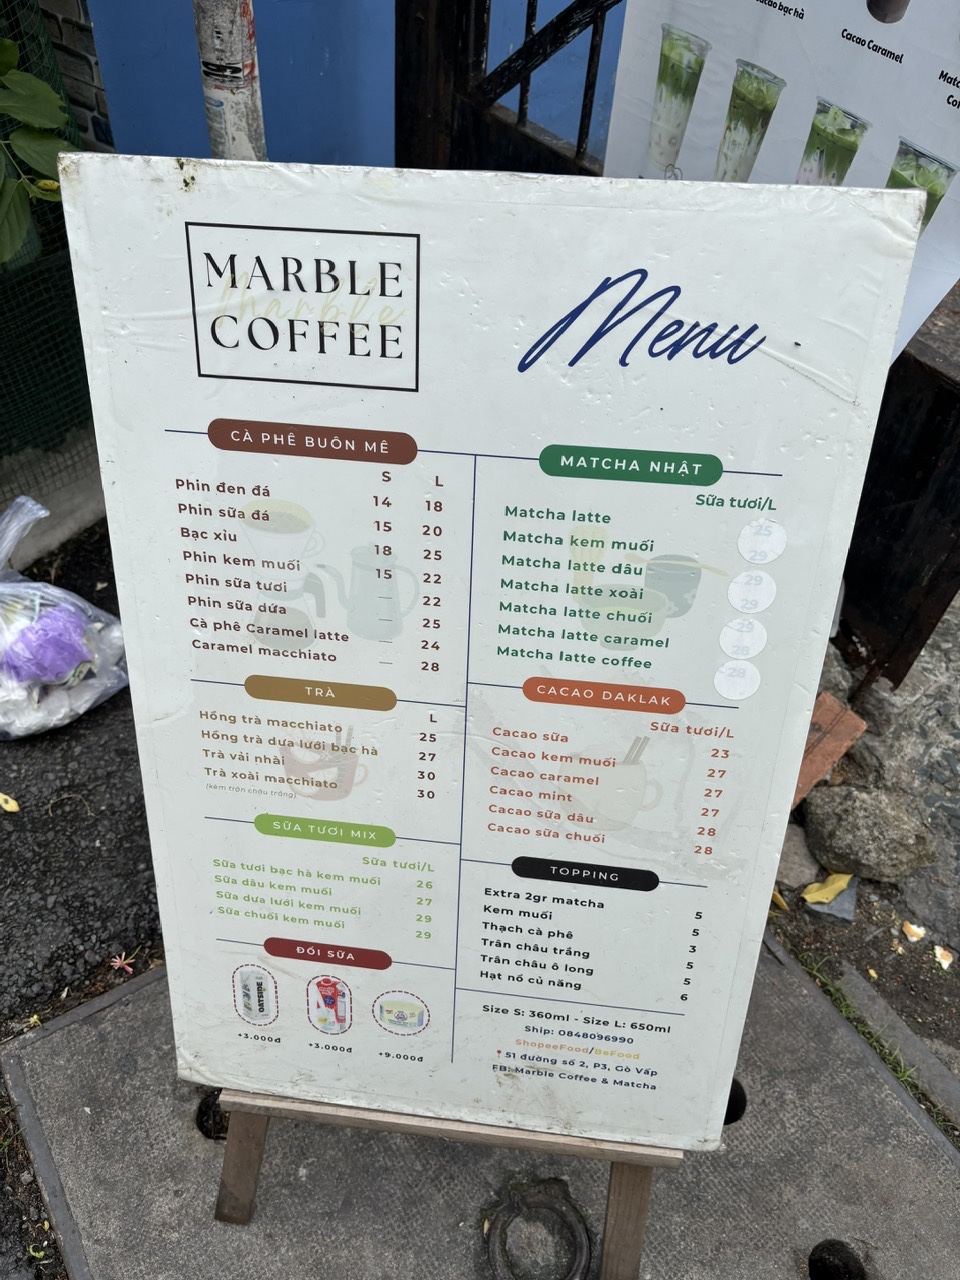 cacao bạc hà
Cacao Caramel
MARBLE
COFFEE
Menu
CÀ PHÊ BUÔN MÊ
S L
Phin đen đá 14 18
Phin sữa đá 15 20
Bạc xỉu 18 25
Phin kem muối 15 22
Phin sữa tươi — 22
Phin sữa dứa — 25
Cà phê Caramel latte — 24
Caramel macchiato — 28
TRÀ
L
Hồng trà macchiato 25
Hồng trà dưa lưới bạc hà 27
Trà vải nhài 30
Trà xoài macchiato 30
(kèm trân châu trắng)
SỮA TƯƠI MIX
Sữa tươi/L
Sữa tươi bạc hà kem muối 26
Sữa dâu kem muối 27
Sữa dưa lưới kem muối 29
Sữa chuối kem muối 29
ĐỔI SỮA
OATSIDE
+3.000đ +3.000đ +9.000đ
MATCHA NHẬT
Sữa tươi/L
Matcha latte 25
Matcha kem muối 29
Matcha latte dâu 29
Matcha latte xoài 29
Matcha latte chuối 29
Matcha latte caramel 28
Matcha latte coffee 28
CACAO DAKLAK
Sữa tươi/L
Cacao sữa 23
Cacao kem muối 27
Cacao caramel 27
Cacao mint 27
Cacao sữa dâu 28
Cacao sữa chuối 28
TOPPING
Extra 2gr matcha 5
Kem muối 5
Thạch cà phê 3
Trân châu trắng 5
Trân châu ô long 5
Hạt nổ củ năng 6
Size S: 360ml - Size L: 650ml
Ship: 0848096990
ShopeeFood/BeFood
51 đường số 2, P3, Gò Vấp
FB: Marble Coffee & Matcha